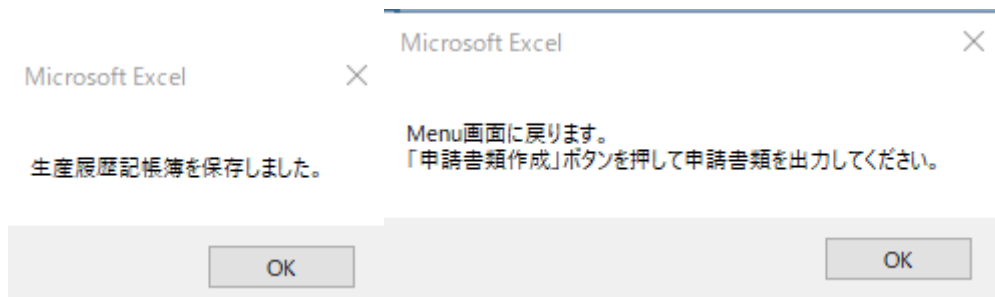 Microsoft Excel
生産履歴記帳簿を保存しました。
OK
Microsoft Excel
Menu画面に戻ります。
「申請書類作成」ボタンを押して申請書類を出力してください。
OK